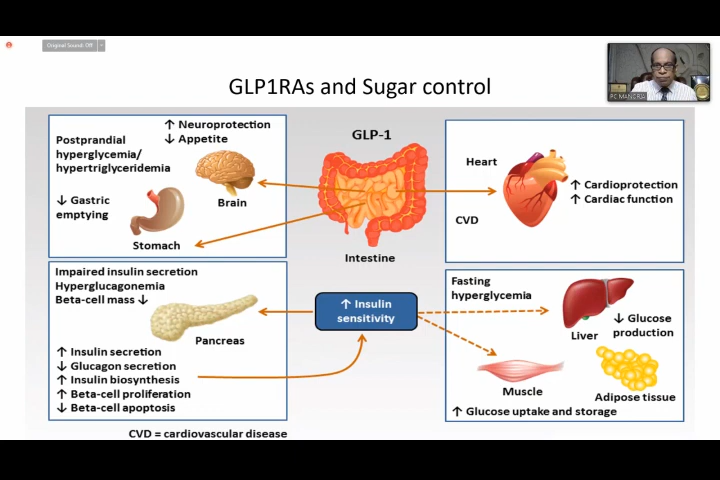 Original Sound: Off
GLP1RAs and Sugar control
↑ Neuroprotection
↓ Appetite
Postprandial
hyperglycemia/
hypertriglyceridemia
Brain
↓ Gastric
emptying
Stomach
GLP-1
Intestine
Heart
CVD
↑ Cardioprotection
↑ Cardiac function
Impaired insulin secretion
Hyperglucagonemia
Beta-cell mass ↓
Pancreas
↑ Insulin secretion
↓ Glucagon secretion
↑ Insulin biosynthesis
↑ Beta-cell proliferation
↓ Beta-cell apoptosis
↑ Insulin
sensitivity
Fasting
hyperglycemia
Liver
↓ Glucose
production
Muscle
Adipose tissue
↑ Glucose uptake and storage
CVD = cardiovascular disease